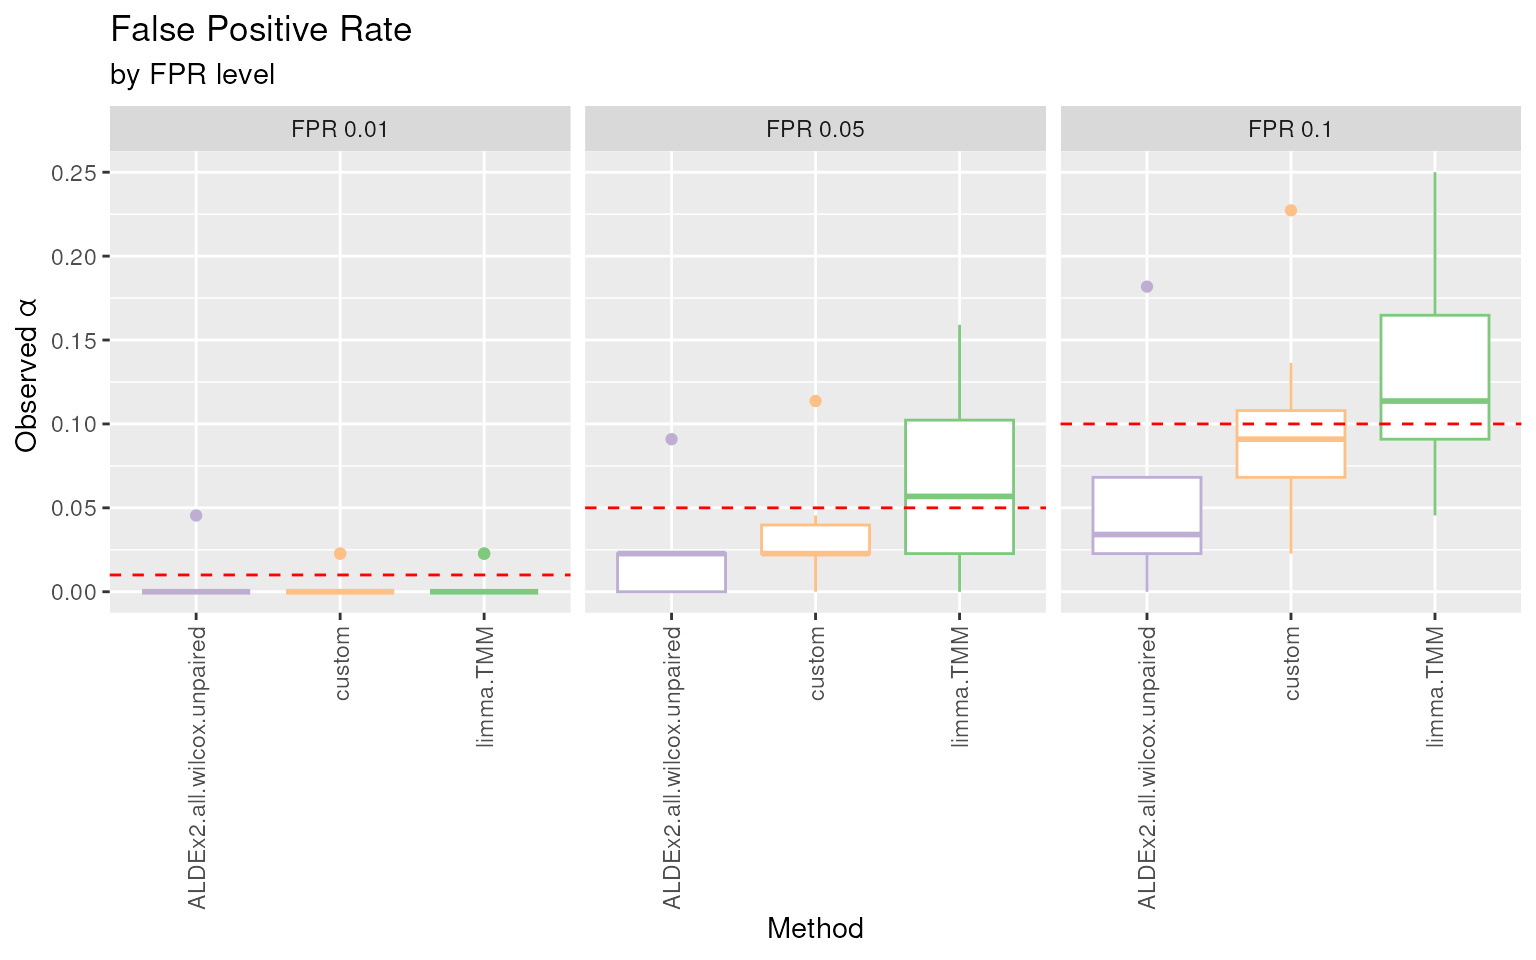 False Positive Rate
by FPR level
FPR 0.01
FPR 0.05
FPR 0.1
Observed α
0.25
0.20
0.15
0.10
0.05
0.00
ALDEx2.all.wilcox.unpaired
custom
limma.TMM
ALDEx2.all.wilcox.unpaired
custom
limma.TMM
ALDEx2.all.wilcox.unpaired
custom
limma.TMM
Method